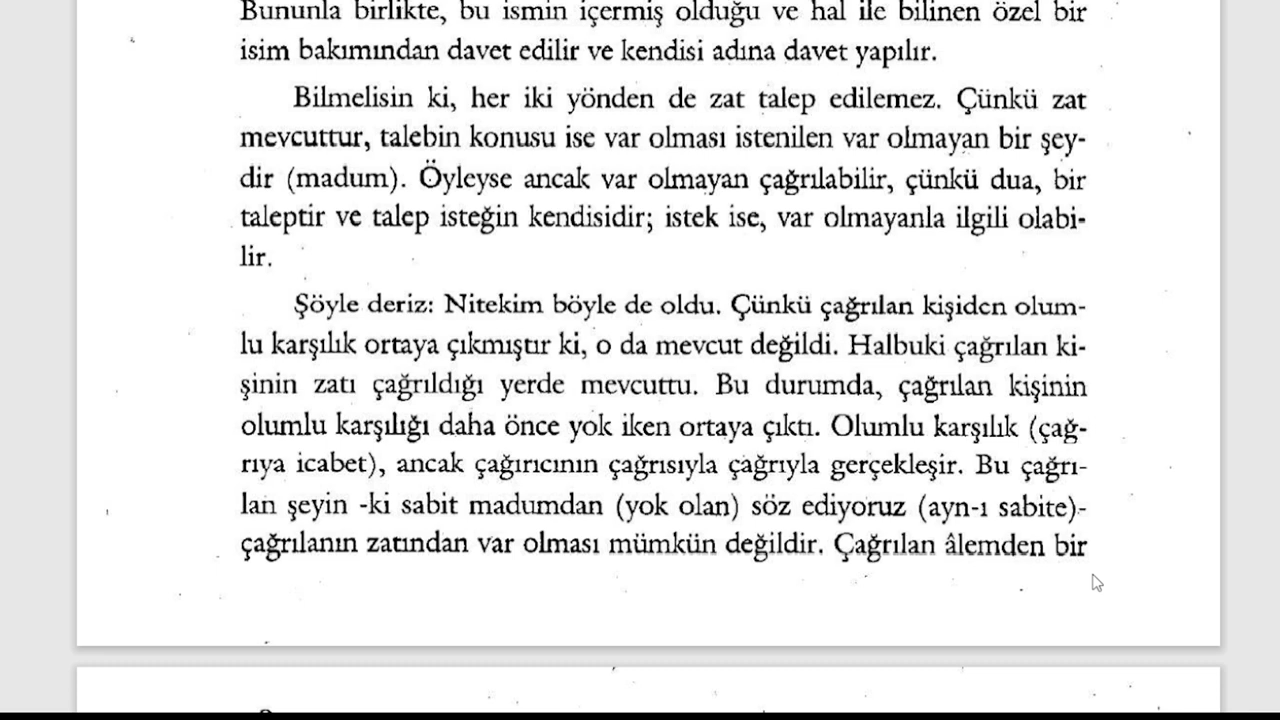 Bununla birlikte, bu ismin içermiş olduğu ve hal ile bilinen özel bir
isim bakımından davet edilir ve kendisi adına davet yapılır.
Bilmelisin ki, her iki yönden de zat talep edilemez. Çünkü zat
mevcuttur, talebin konusu ise var olması istenilen var olmayan bir şey-
dir (madum). Öyleyse ancak var olmayan çağrılabilir, çünkü dua, bir
taleptir ve talep isteğin kendisidir; istek ise, var olmayanla ilgili olabi-
lir.
Şöyle deriz: Nitekim böyle de oldu. Çünkü çağrılan kişiden olum-
lu karşılık ortaya çıkmıştır ki, o da mevcut değildi. Halbuki çağrılan ki-
şinin zatı çağrıldığı yerde mevcuttu. Bu durumda, çağrılan kişinin
olumlu karşılığı daha önce yok iken ortaya çıktı. Olumlu karşılık (çağ-
rıya icabet), ancak çağırıcının çağrısıyla çağrıyla gerçekleşir. Bu çağrı-
lan şeyin -ki sabit madumdan (yok olan) söz ediyoruz (ayn-ı sabite)-
çağrılanın zatından var olması mümkün değildir. Çağrılan âlemden bir